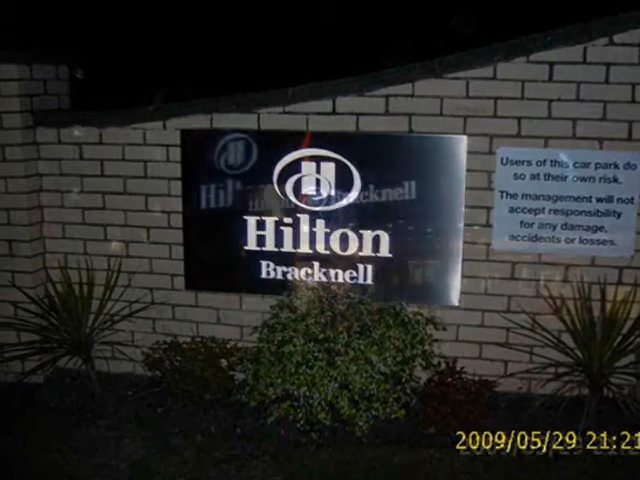 Hilton
Bracknell
Users of this car park do
so at their own risk.
The management will not
accept responsibility
for any damage,
accidents or losses.
2009/05/29 21:21